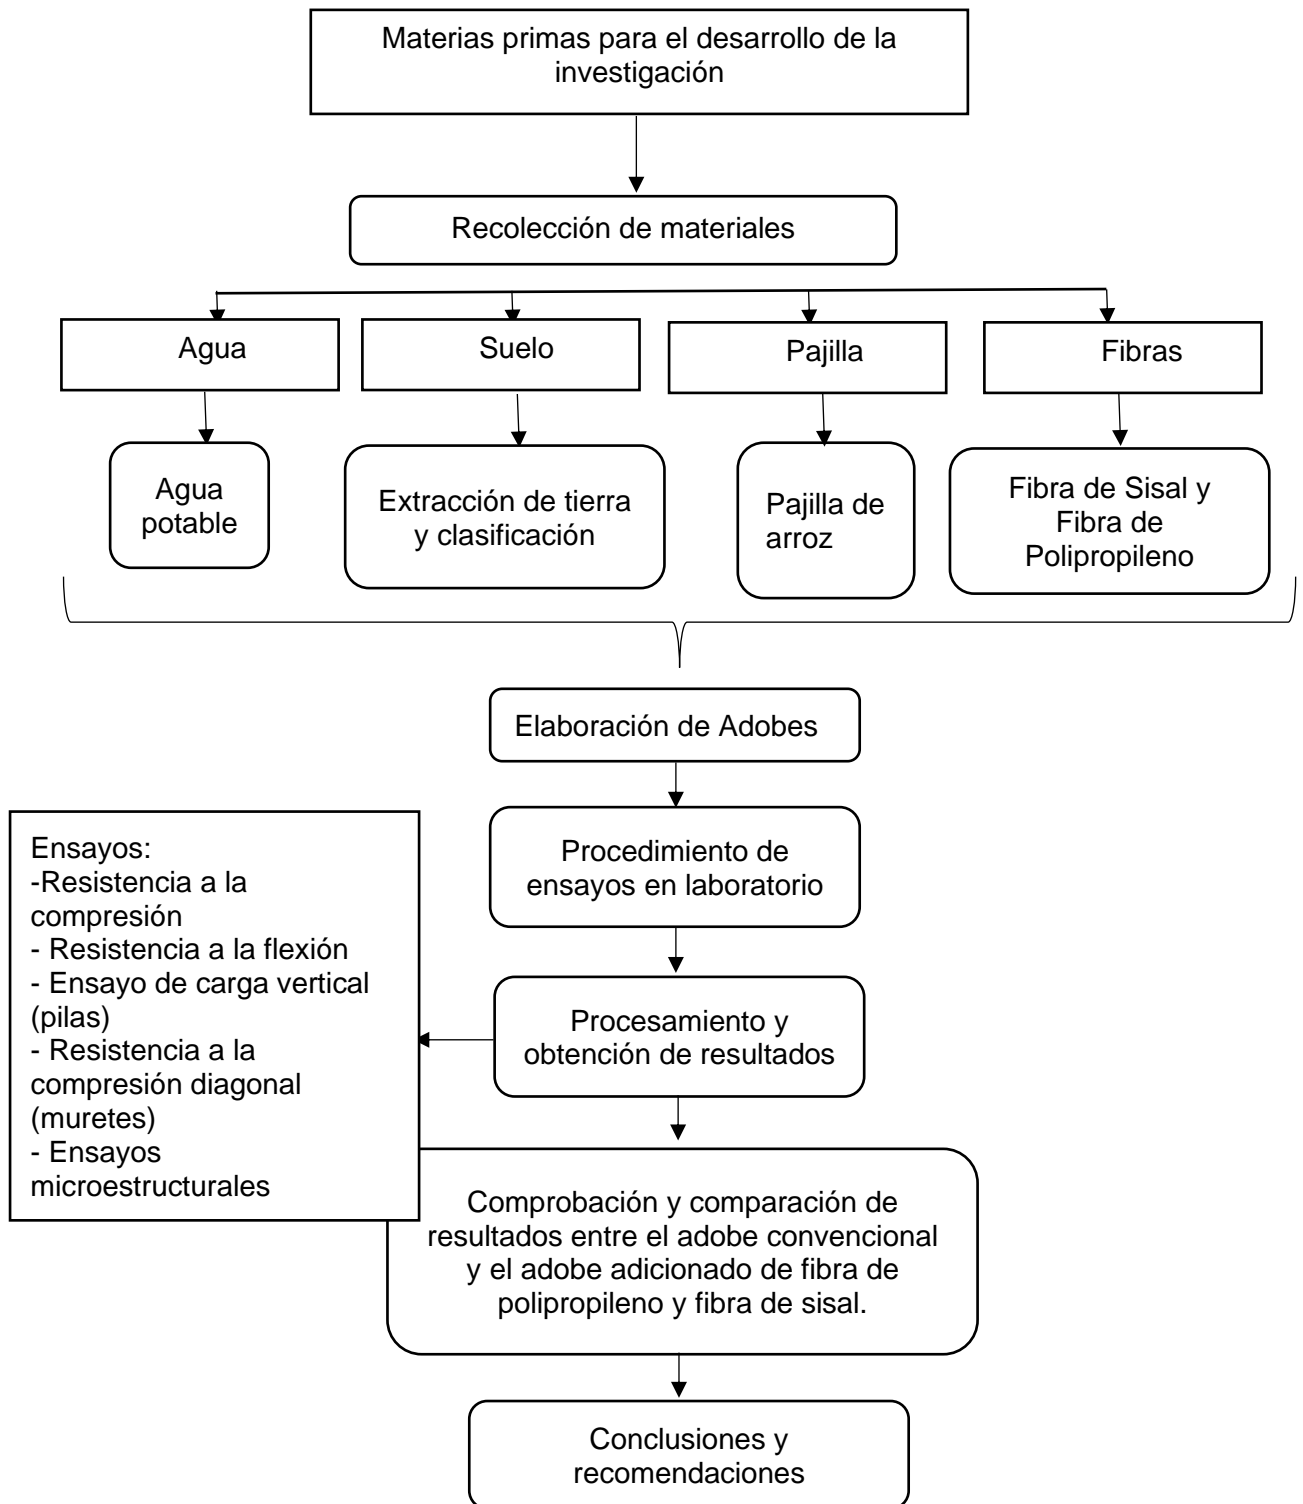 Materias primas para el desarrollo de la
investigación
Recolección de materiales
Agua
Suelo
Pajilla
Fibras
Agua
potable
Extracción de tierra
y clasificación
Pajilla de
arroz
Fibra de Sisal y
Fibra de
Polipropileno
Elaboración de Adobes
Procedimiento de
ensayos en laboratorio
Ensayos:
-Resistencia a la
compresión
- Resistencia a la flexión
- Ensayo de carga vertical
(pilas)
- Resistencia a la
compresión diagonal
(muretes)
- Ensayos
microestructurales
Procesamiento y
obtención de resultados
Comprobación y comparación de
resultados entre el adobe convencional
y el adobe adicionado de fibra de
polipropileno y fibra de sisal.
Conclusiones y
recomendaciones